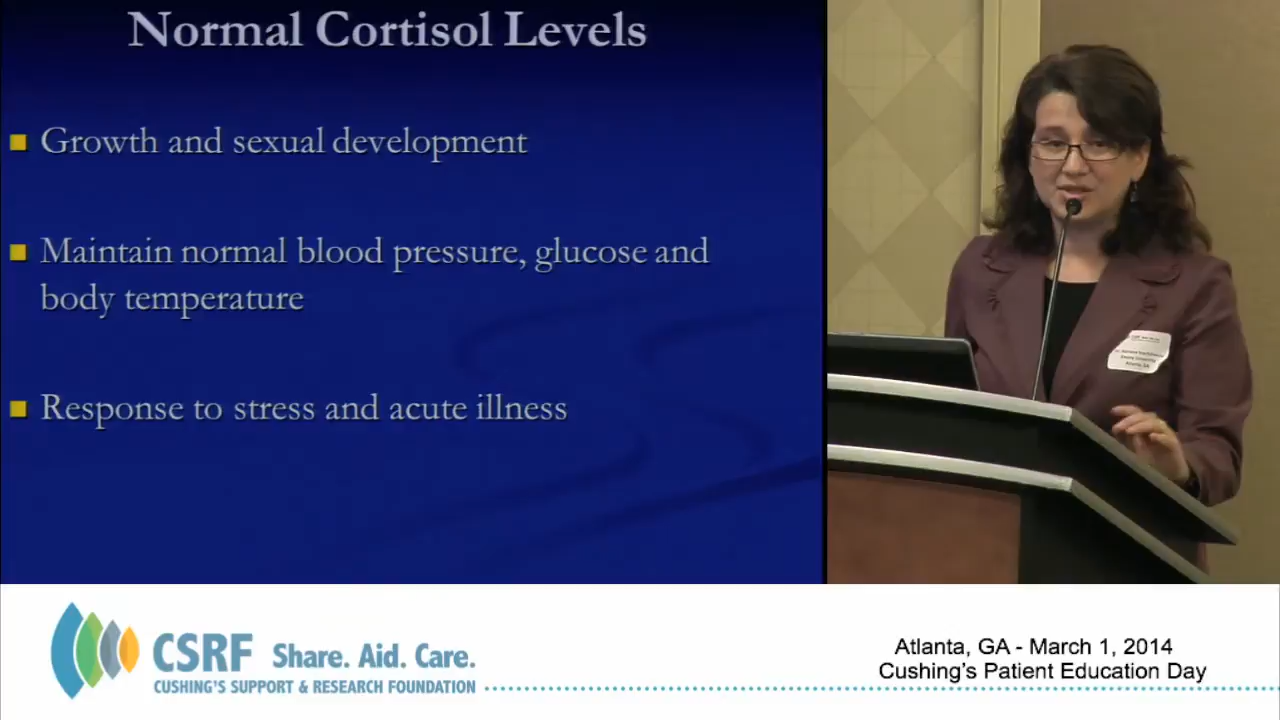 Normal Cortisol Levels
Growth and sexual development
Maintain normal blood pressure, glucose and
body temperature
Response to stress and acute illness
CSRF Share. Aid. Care.
CUSHING'S SUPPORT & RESEARCH FOUNDATION
Atlanta, GA - March 1, 2014
Cushing's Patient Education Day